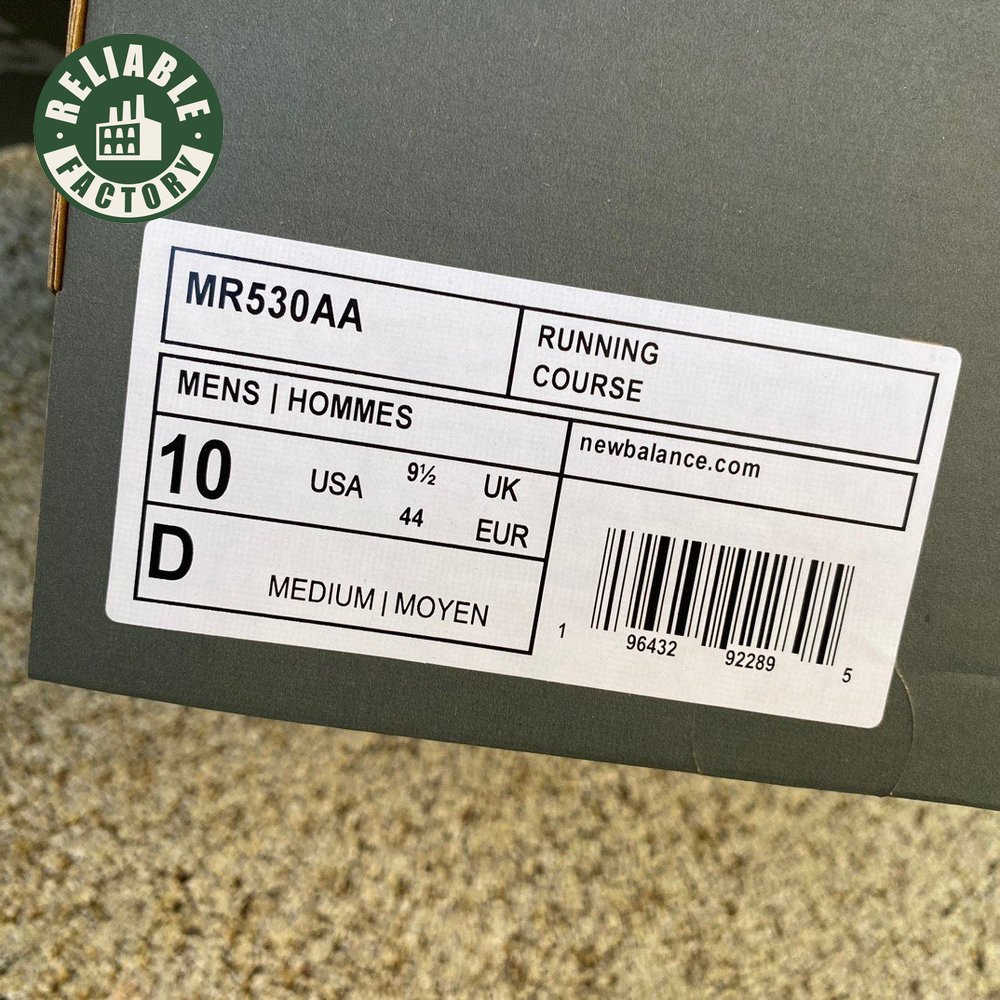 RELIABLE
FACTORY
MR530AA
RUNNING
COURSE
MENS | HOMMES
newbalance.com
10 USA 9½ UK
44 EUR
D
MEDIUM | MOYEN
1 96432 92289 5